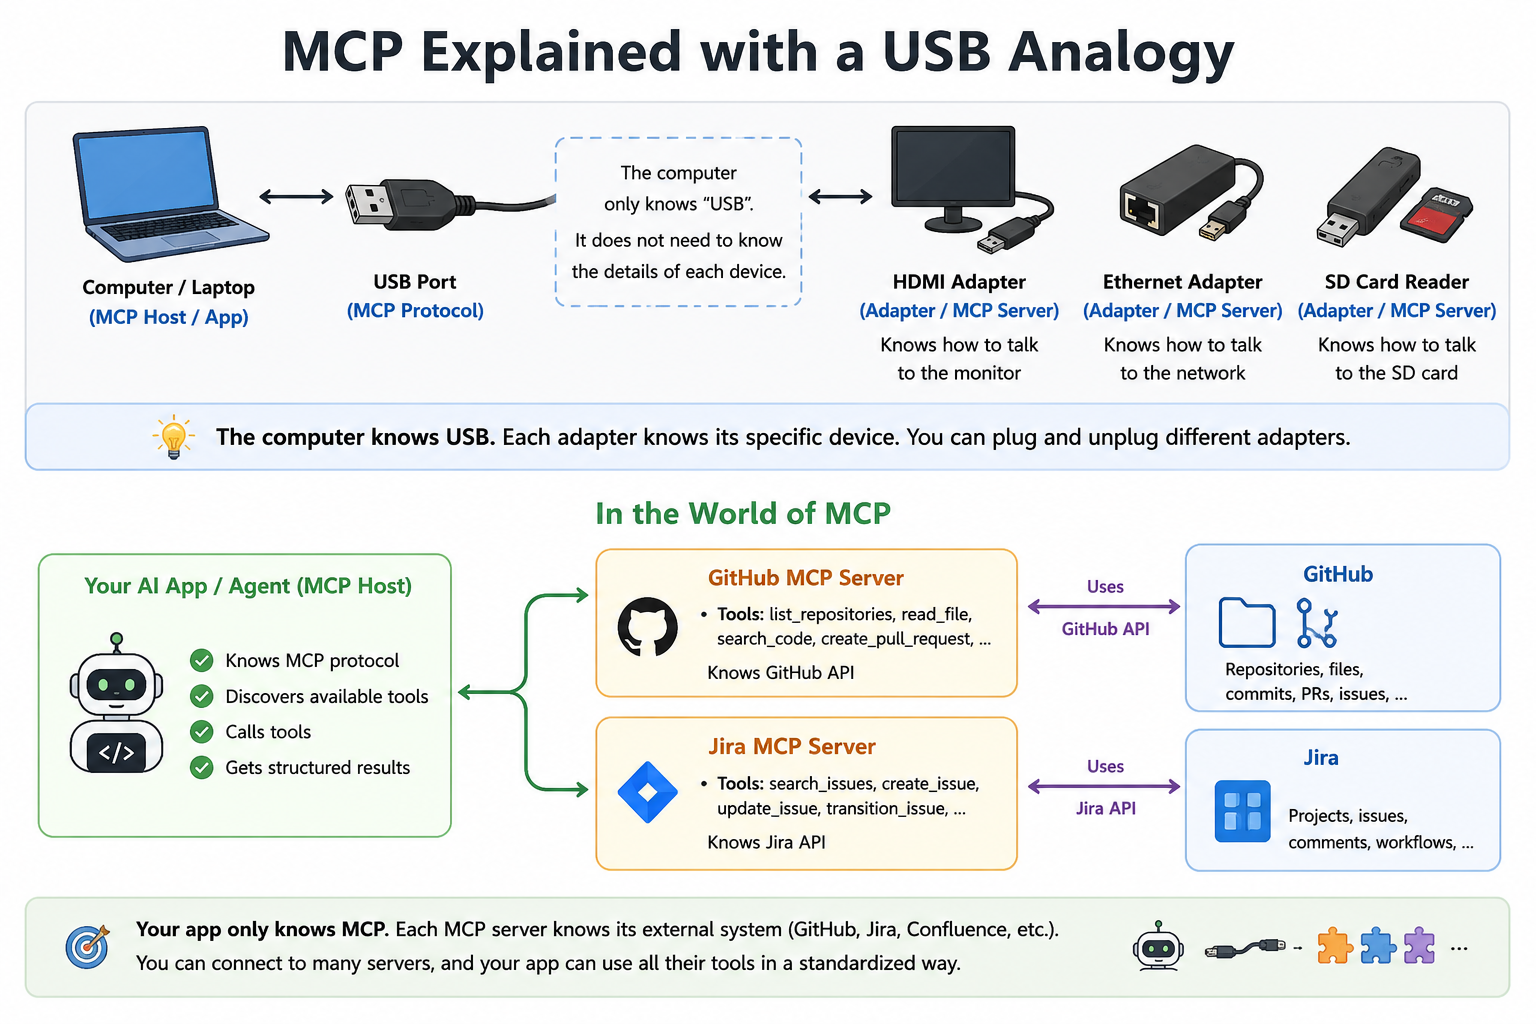 MCP Explained with a USB Analogy
Computer / Laptop
(MCP Host / App)
USB Port
(MCP Protocol)
The computer
only knows “USB”.
It does not need to know
the details of each device.
HDMI Adapter
(Adapter / MCP Server)
Knows how to talk
to the monitor
Ethernet Adapter
(Adapter / MCP Server)
Knows how to talk
to the network
SD Card Reader
(Adapter / MCP Server)
Knows how to talk
to the SD card
The computer knows USB. Each adapter knows its specific device. You can plug and unplug different adapters.
In the World of MCP
Your AI App / Agent (MCP Host)
</>
Knows MCP protocol
Discovers available tools
Calls tools
Gets structured results
GitHub MCP Server
• Tools: list_repositories, read_file,
search_code, create_pull_request, ...
Knows GitHub API
Uses
GitHub API
GitHub
Repositories, files,
commits, PRs, issues, ...
Jira MCP Server
• Tools: search_issues, create_issue,
update_issue, transition_issue, ...
Knows Jira API
Uses
Jira API
Jira
Projects, issues,
comments, workflows, ...
Your app only knows MCP. Each MCP server knows its external system (GitHub, Jira, Confluence, etc.).
You can connect to many servers, and your app can use all their tools in a standardized way.
...